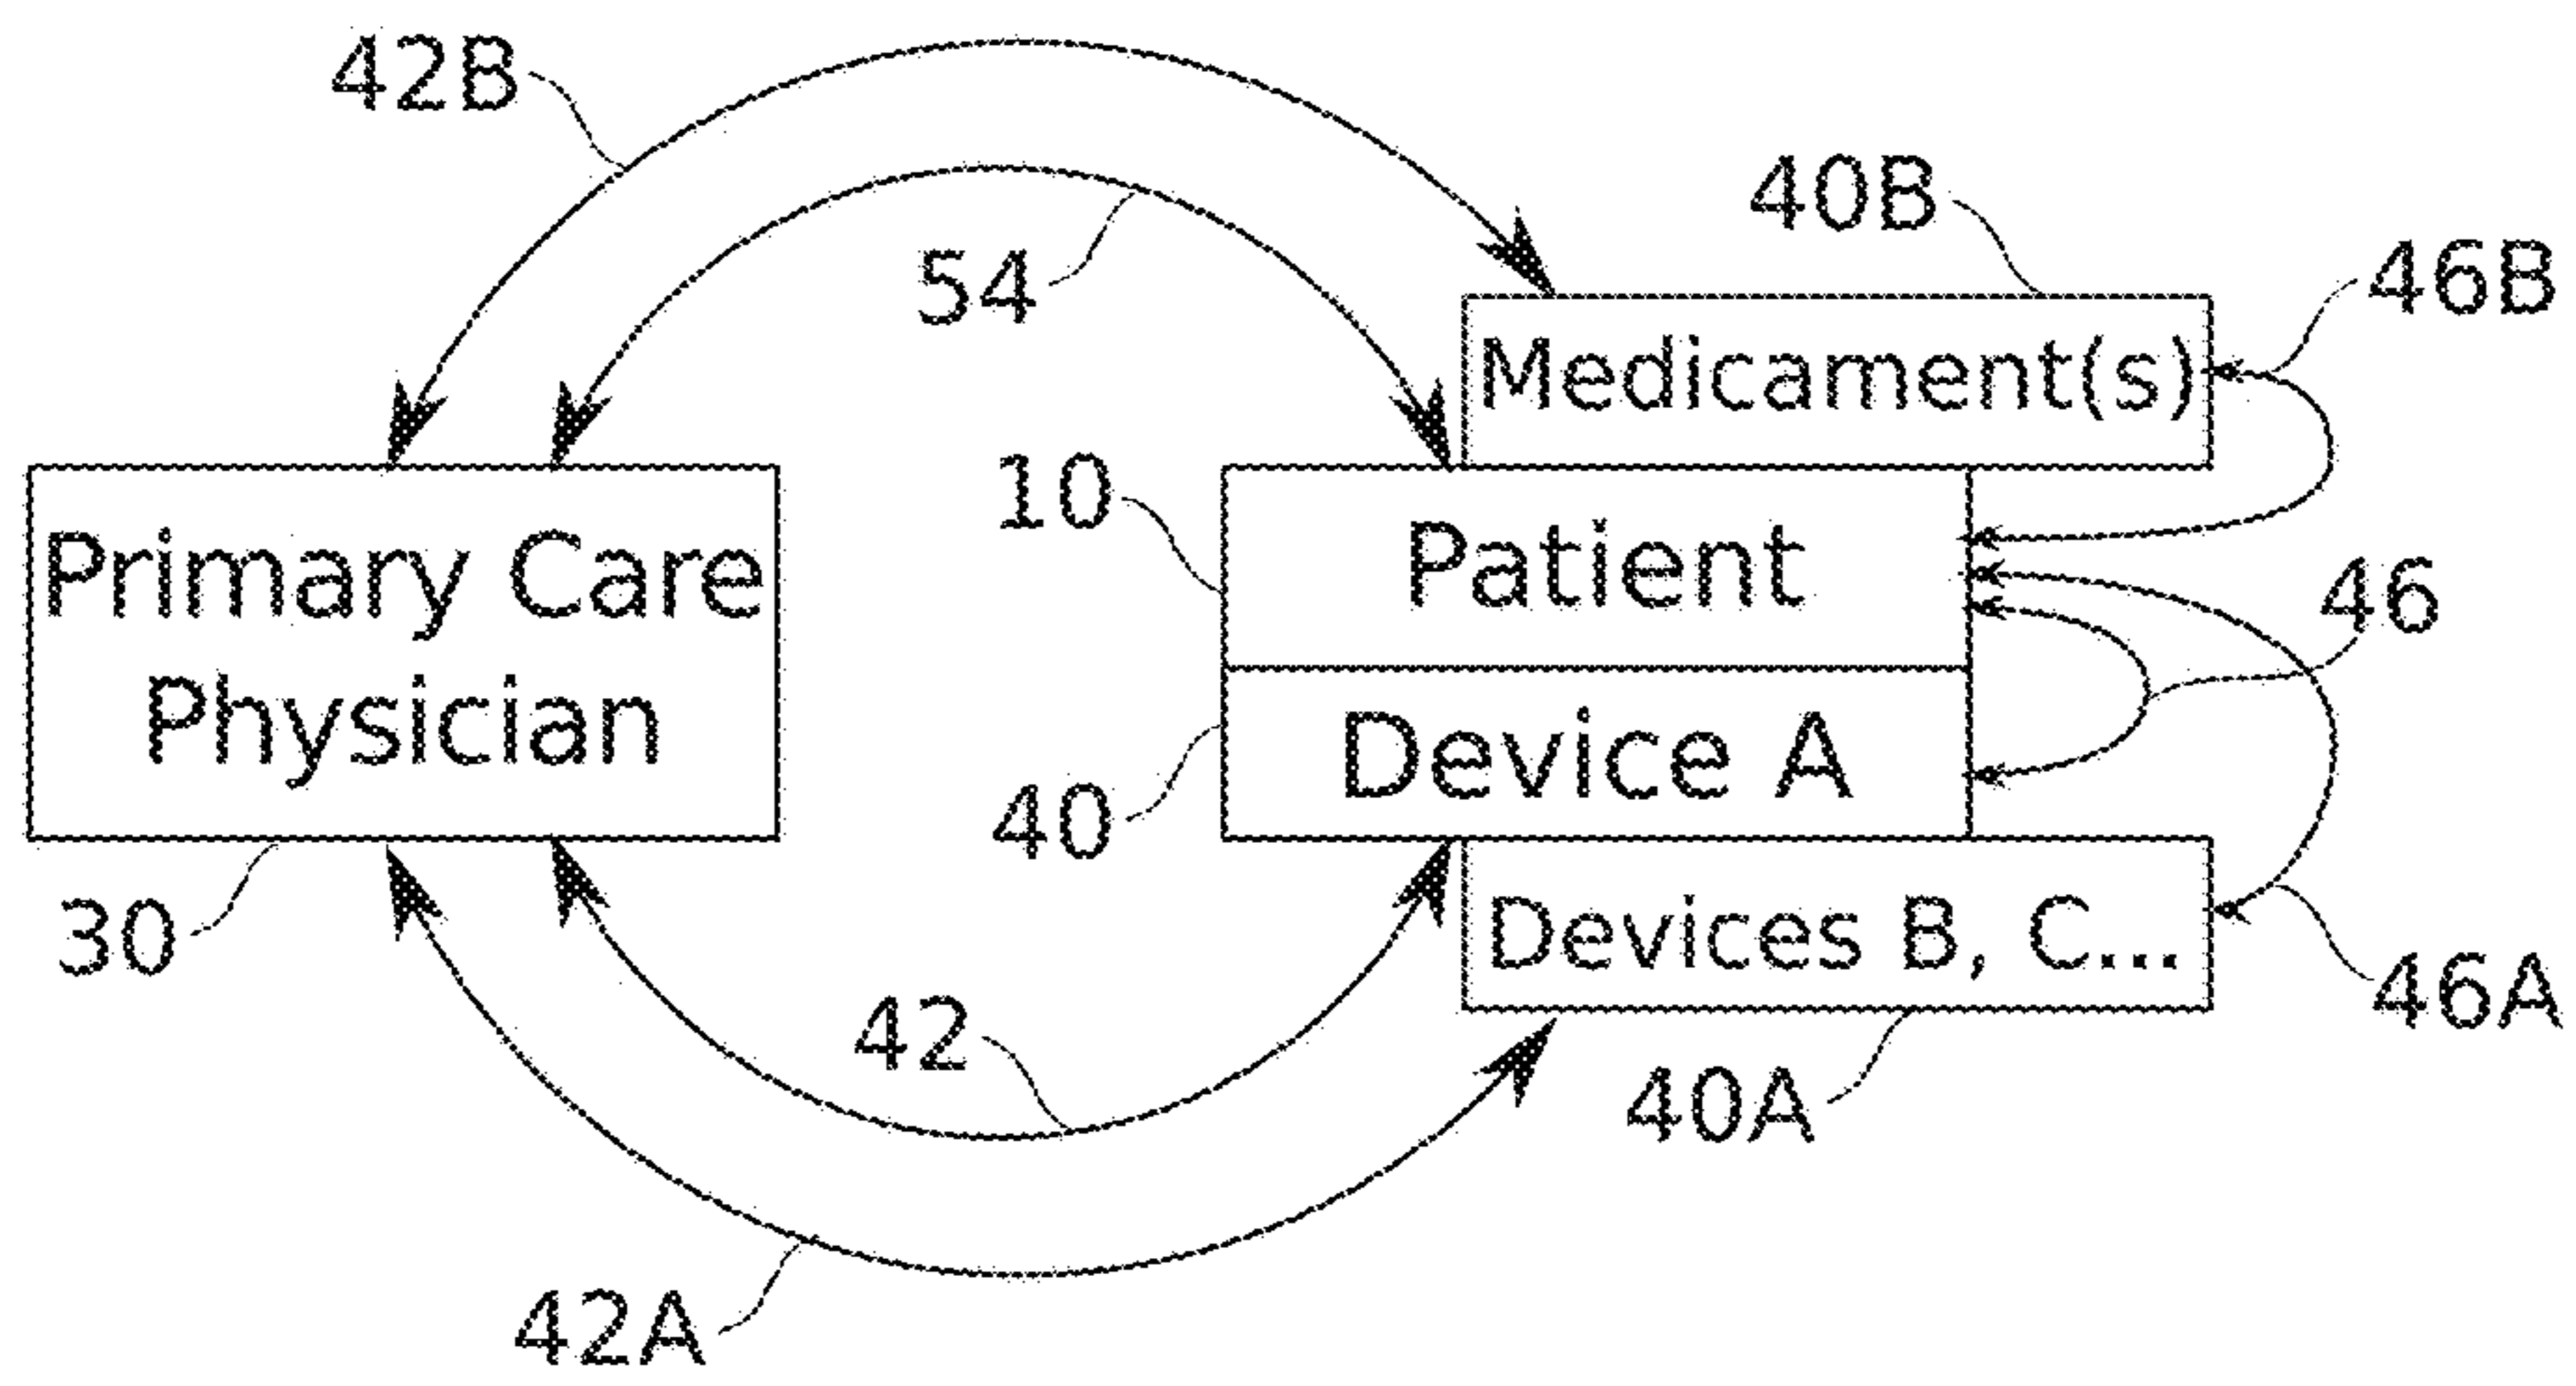 42B
40B
54
46B
Medicament(s)
10
Primary Care
Physician
Patient
46
Device A
40
30
Devices B, C...
46A
42
40A
42A